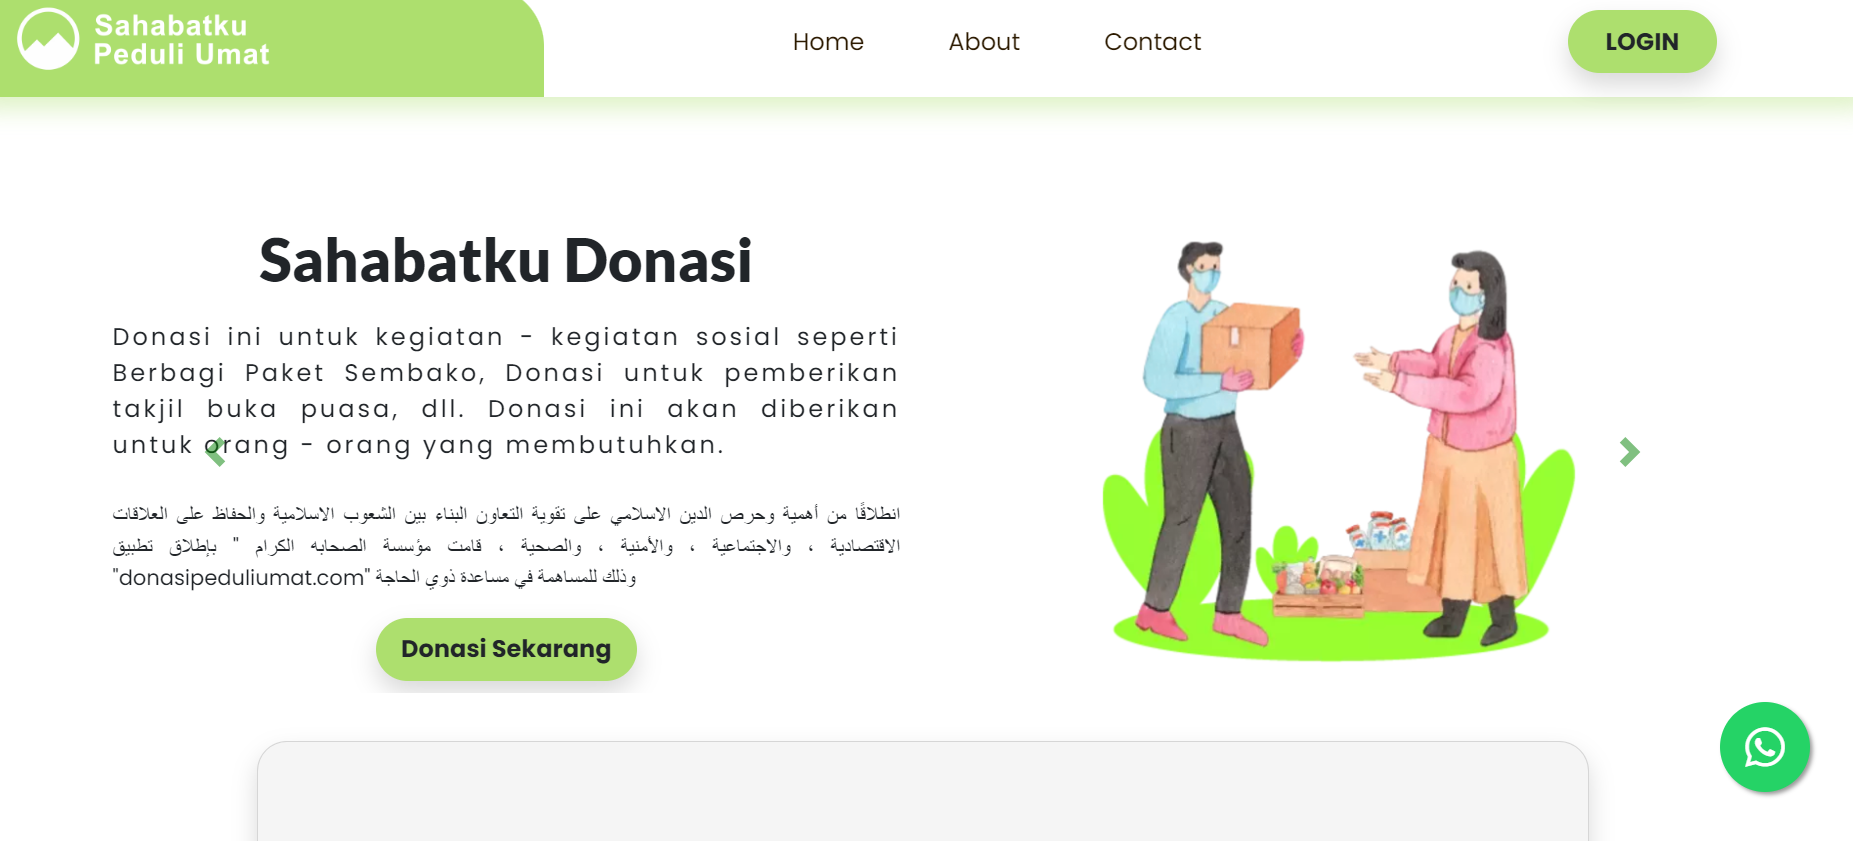 Sahabatku
Peduli Umat
Home
About
Contact
LOGIN
Sahabatku Donasi
Donasi ini untuk kegiatan - kegiatan sosial seperti
Berbagi Paket Sembako, Donasi untuk pemberikan
takjil buka puasa, dll. Donasi ini akan diberikan
untuk orang - orang yang membutuhkan.
انطلاقًا من أهمية وحرص الدين الاسلامي على تقوية التعاون البناء بين الشعوب الاسلامية والحفاظ على العلاقات
الاقتصادية ، والاجتماعية ، والأمنية ، والصحية ، قامت مؤسسة الصحابه الكرام " بإطلاق تطبيق
"donasipeduliumat.com" وذلك للمساهمة في مساعدة ذوي الحاجة
Donasi Sekarang